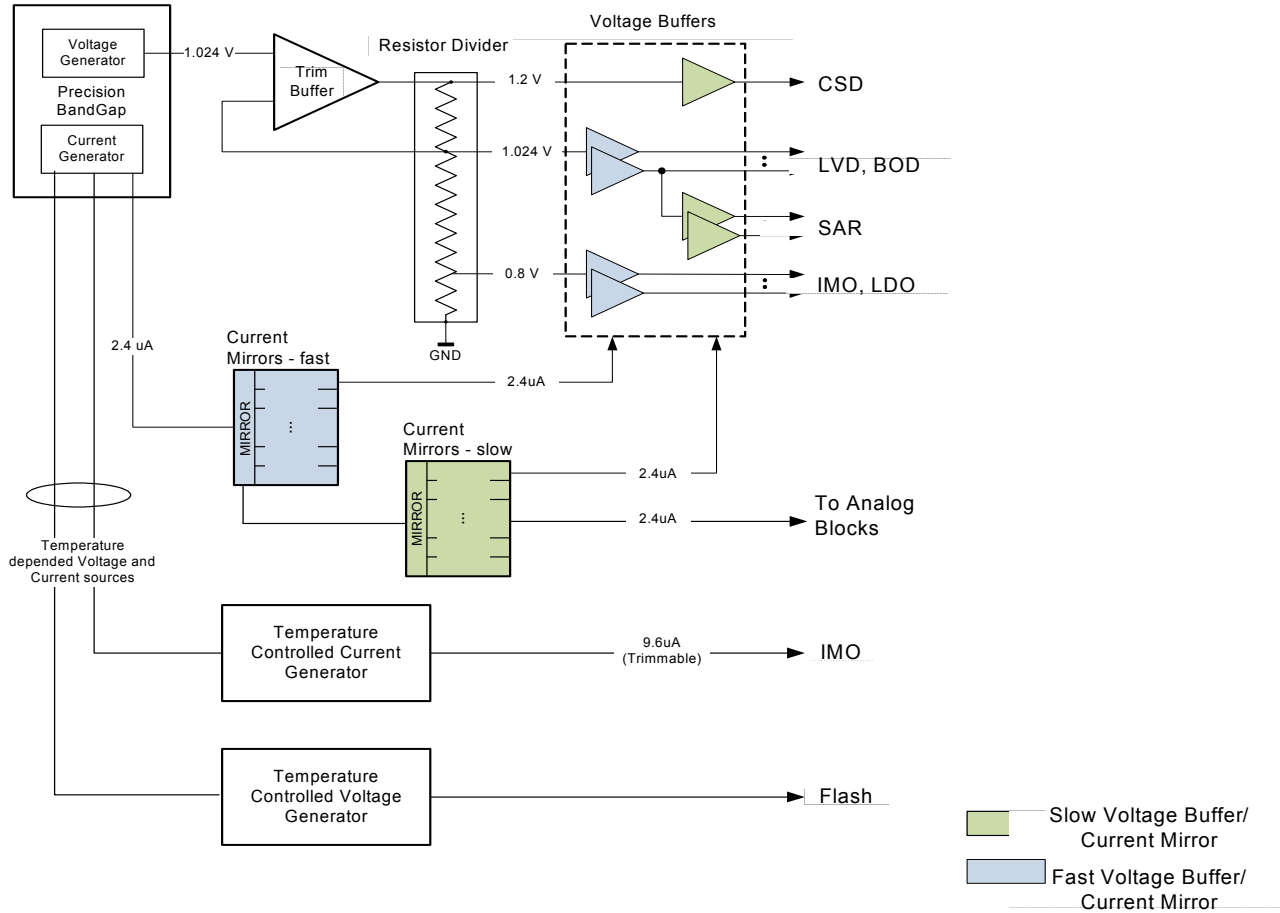 Voltage Buffers
Voltage
Generator
1.024 V
Precision
BandGap
Current
Generator
Trim
Buffer
Resistor Divider
1.2 V
CSD
1.024 V
LVD, BOD
SAR
0.8 V
IMO, LDO
GND
2.4 uA
Current
Mirrors - fast
MIRROR
...
2.4uA
Current
Mirrors - slow
MIRROR
...
2.4uA
2.4uA
To Analog
Blocks
Temperature
depended Voltage and
Current sources
Temperature
Controlled Current
Generator
9.6uA
(Trimmable)
IMO
Temperature
Controlled Voltage
Generator
Flash
Slow Voltage Buffer/
Current Mirror
Fast Voltage Buffer/
Current Mirror